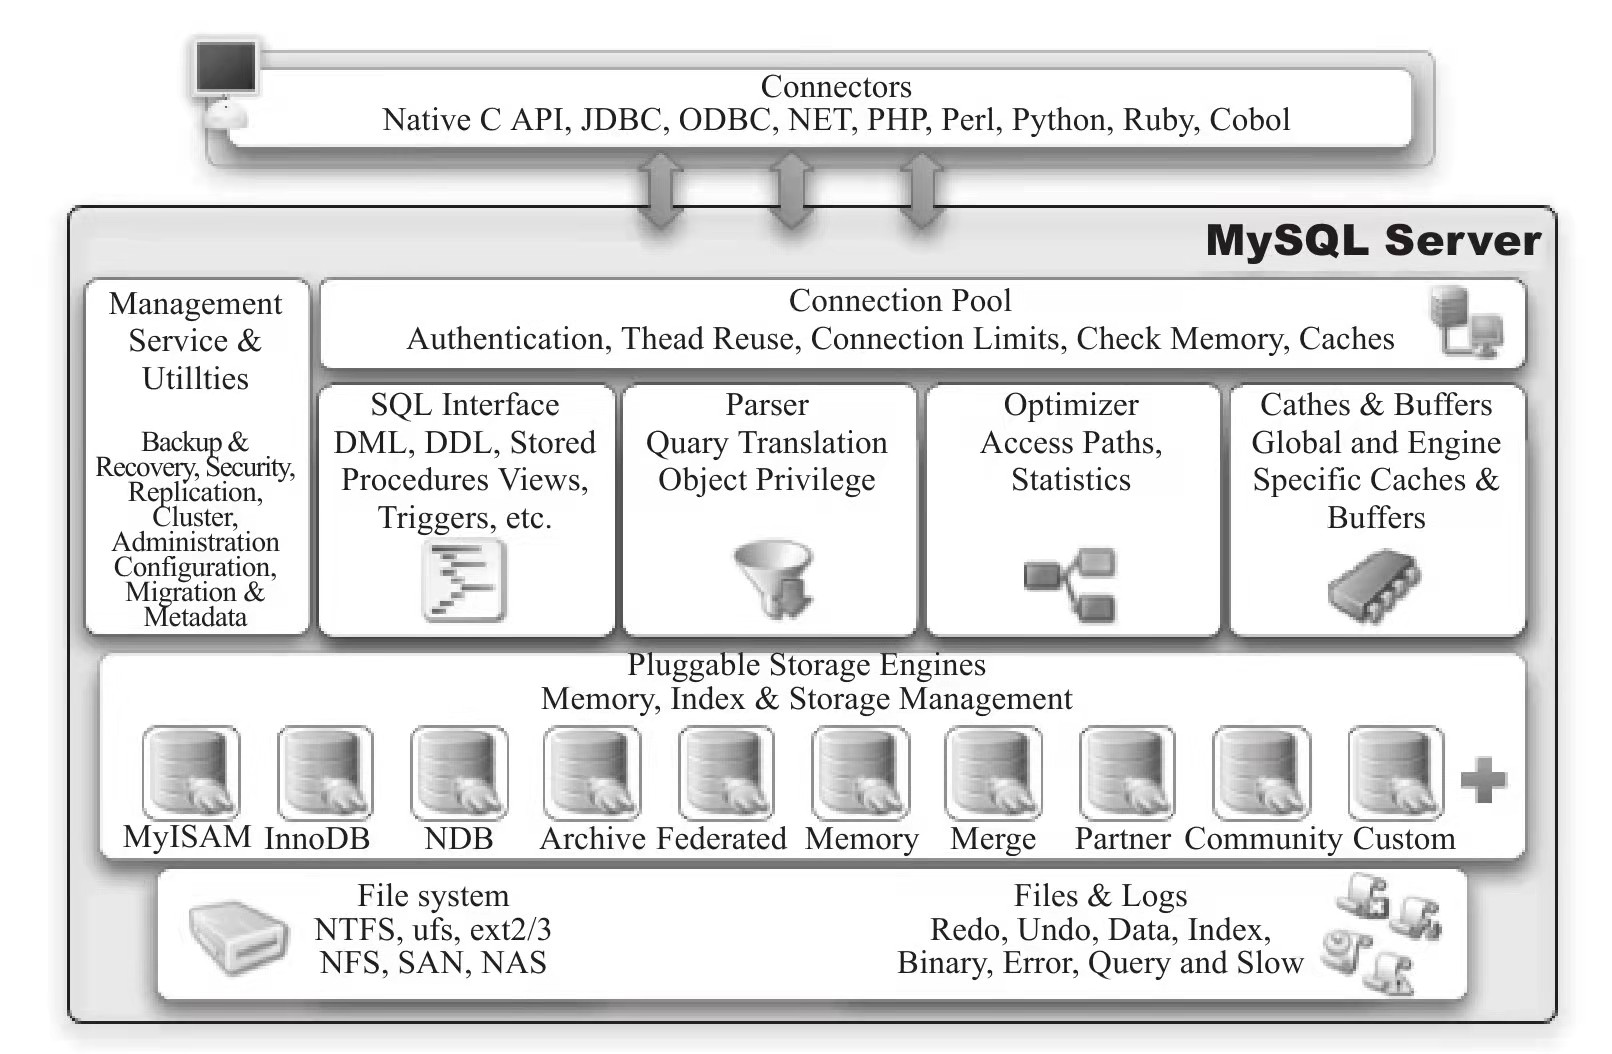 Connectors
Native C API, JDBC, ODBC, NET, PHP, Perl, Python, Ruby, Cobol
MySQL Server
Management
Service &
Utillties
Backup &
Recovery, Security,
Replication,
Cluster,
Administration
Configuration,
Migration &
Metadata
Connection Pool
Authentication, Thead Reuse, Connection Limits, Check Memory, Caches
SQL Interface
DML, DDL, Stored
Procedures Views,
Triggers, etc.
Parser
Quary Translation
Object Privilege
Optimizer
Access Paths,
Statistics
Cathes & Buffers
Global and Engine
Specific Caches &
Buffers
Pluggable Storage Engines
Memory, Index & Storage Management
MyISAM
InnoDB
NDB
Archive
Federated
Memory
Merge
Partner
Community
Custom
File system
NTFS, ufs, ext2/3
NFS, SAN, NAS
Files & Logs
Redo, Undo, Data, Index,
Binary, Error, Query and Slow